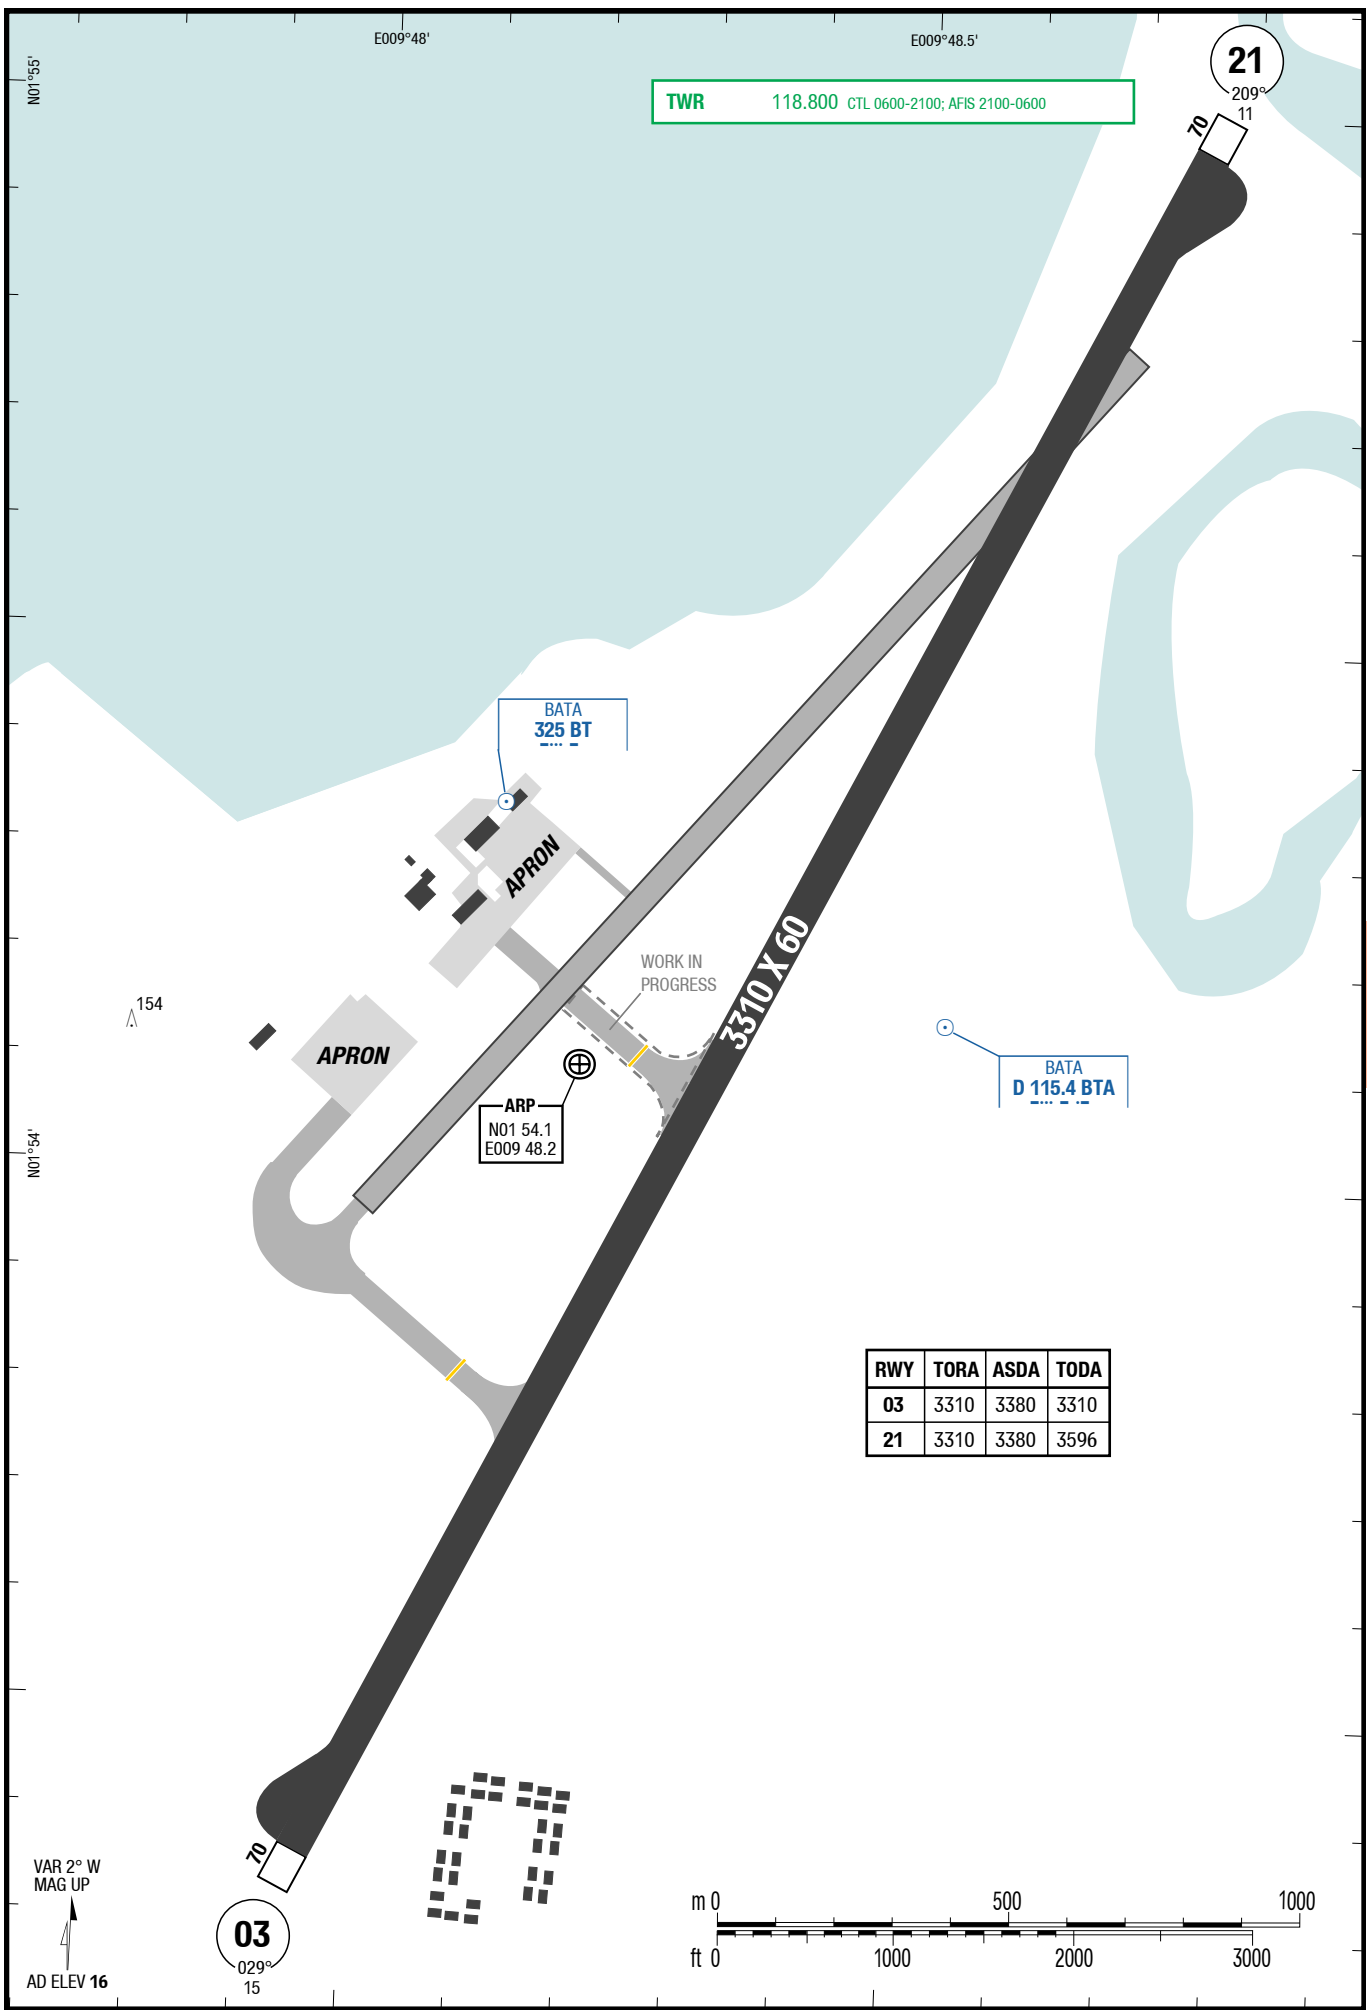 E009°48'
E009°48.5'
N01°55'
21
209°
11
70
TWR 118.800 CTL 0600-2100; AFIS 2100-0600
BATA
325 BT
APRON
WORK IN
PROGRESS
3310 X 60
154
APRON
BATA
D 115.4 BTA
ARP
N01 54.1
E009 48.2
N01°54'
RWY TORA ASDA TODA
03 3310 3380 3310
21 3310 3380 3596
70
VAR 2° W
MAG UP
AD ELEV 16
03
029°
15
m 0 500 1000
ft 0 1000 2000 3000